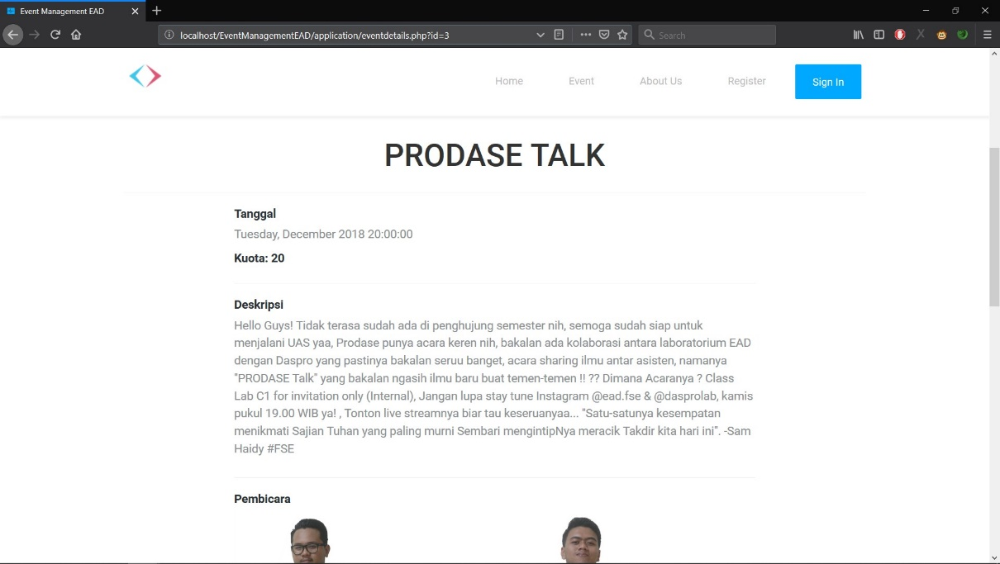 Event Management EAD
localhost/EventManagementEAD/application/eventdetails.php?id=3
Search
Home
Event
About Us
Register
Sign In
PRODASE TALK
Tanggal
Tuesday, December 2018 20:00:00
Kuota: 20
Deskripsi
Hello Guys! Tidak terasa sudah ada di penghujung semester nih, semoga sudah siap untuk
menjalani UAS yaa, Prodase punya acara keren nih, bakalan ada kolaborasi antara laboratorium EAD
dengan Daspro yang pastinya bakalan seruu banget, acara sharing ilmu antar asisten, namanya
"PRODASE Talk" yang bakalan ngasih ilmu baru buat temen-temen !! ?? Dimana Acaranya ? Class
Lab C1 for invitation only (Internal), Jangan lupa stay tune Instagram @ead.fse & @dasprolab, kamis
pukul 19.00 WIB ya! , Tonton live streamnya biar tau keseruanyaa... "Satu-satunya kesempatan
menikmati Sajian Tuhan yang paling murni Sembari mengintipNya meracik Takdir kita hari ini". -Sam
Haidy #FSE
Pembicara